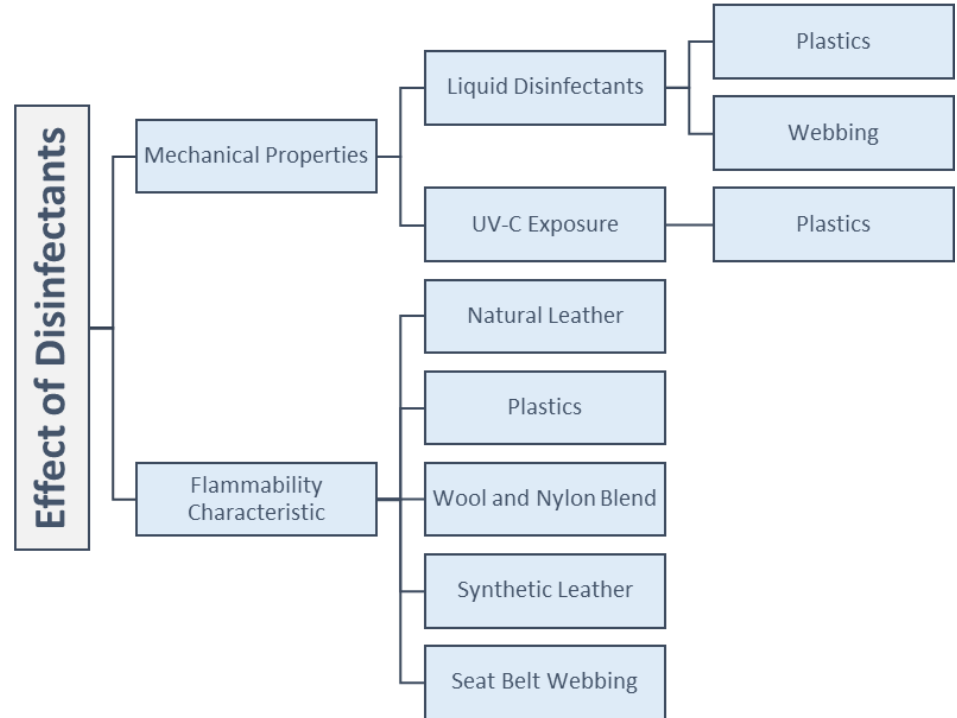 Effect of Disinfectants
Mechanical Properties
Liquid Disinfectants
Plastics
Webbing
UV-C Exposure
Plastics
Flammability
Characteristic
Natural Leather
Plastics
Wool and Nylon Blend
Synthetic Leather
Seat Belt Webbing